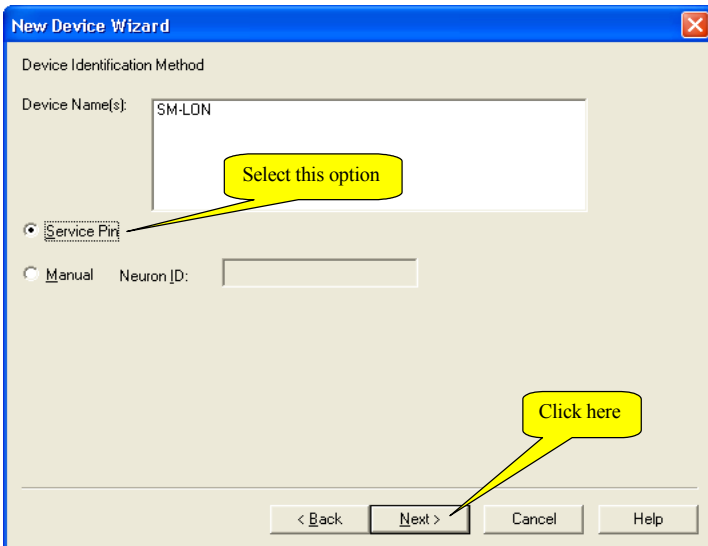 New Device Wizard
Device Identification Method
Device Name(s):
SM-LON
Select this option
Service Pin
Manual
Neuron ID:
Click here
< Back
Next >
Cancel
Help